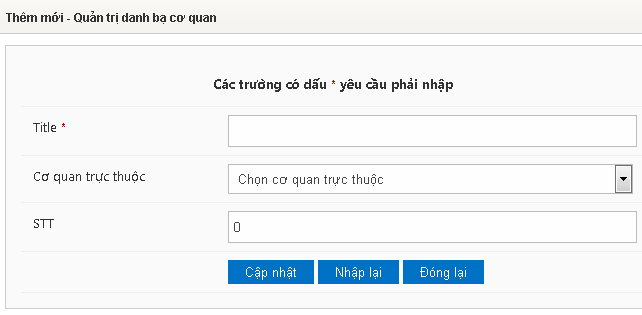 Thêm mới - Quản trị danh bạ cơ quan
Các trường có dấu * yêu cầu phải nhập
Title *
Cơ quan trực thuộc
Chọn cơ quan trực thuộc
STT
0
Cập nhật
Nhập lại
Đóng lại